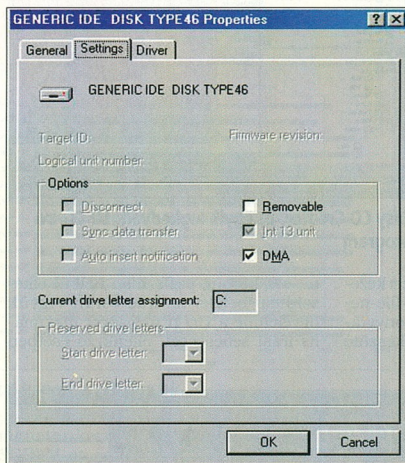 GENERIC IDE DISK TYPE46 Properties
General Settings Driver
GENERIC IDE DISK TYPE46
Target ID: Firmware revision:
Logical unit number:
Options
Disconnect Removable
Sync data transfer Int 13 unit
Auto insert notification DMA
Current drive letter assignment: C:
Reserved drive letters
Start drive letter:
End drive letter:
OK Cancel